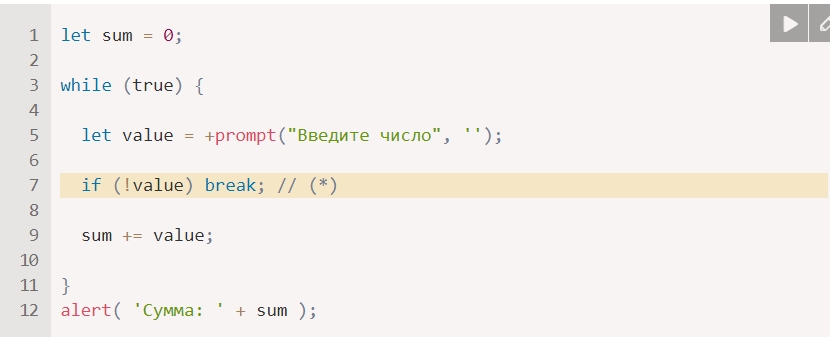 1 let sum = 0;
2
3 while (true) {
4
5 let value = +prompt("Введите число", '');
6
7 if (!value) break; // (*)
8
9 sum += value;
10
11 }
12 alert( 'Сумма: ' + sum );